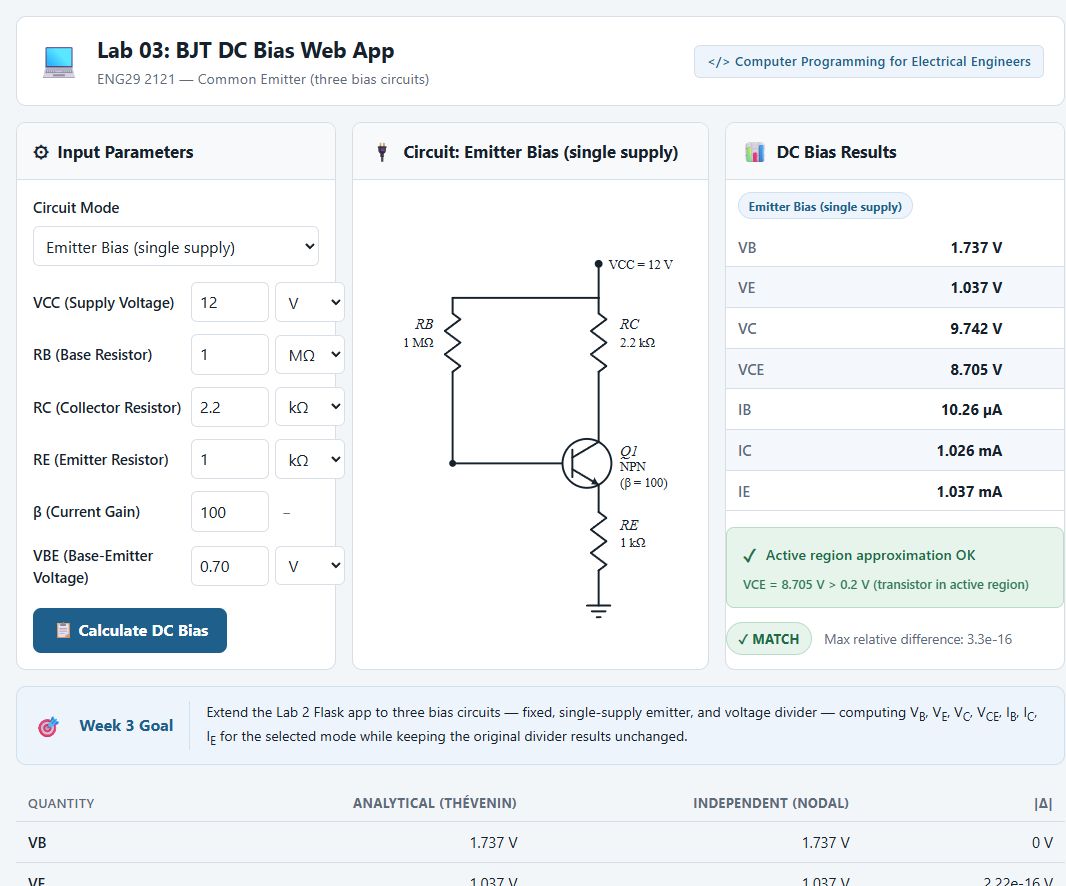 Lab 03: BJT DC Bias Web App
ENG29 2121 — Common Emitter (three bias circuits)
</> Computer Programming for Electrical Engineers
Input Parameters
Circuit Mode
Emitter Bias (single supply)
VCC (Supply Voltage) 12 V
RB (Base Resistor) 1 MΩ
RC (Collector Resistor) 2.2 kΩ
RE (Emitter Resistor) 1 kΩ
β (Current Gain) 100 –
VBE (Base-Emitter
Voltage) 0.70 V
Calculate DC Bias
Circuit: Emitter Bias (single supply)
VCC = 12 V
RB
1 MΩ
RC
2.2 kΩ
Q1
NPN
(β = 100)
RE
1 kΩ
DC Bias Results
Emitter Bias (single supply)
VB 1.737 V
VE 1.037 V
VC 9.742 V
VCE 8.705 V
IB 10.26 µA
IC 1.026 mA
IE 1.037 mA
✓ Active region approximation OK
VCE = 8.705 V > 0.2 V (transistor in active region)
✓ MATCH Max relative difference: 3.3e-16
Week 3 Goal
Extend the Lab 2 Flask app to three bias circuits — fixed, single-supply emitter, and voltage divider — computing VB, VE, VC, VCE, IB, IC,
IE for the selected mode while keeping the original divider results unchanged.
QUANTITY ANALYTICAL (THÉVENIN) INDEPENDENT (NODAL) |Δ|
VB 1.737 V 1.737 V 0 V
VE 1.037 V 1.037 V 2.22e-16 V